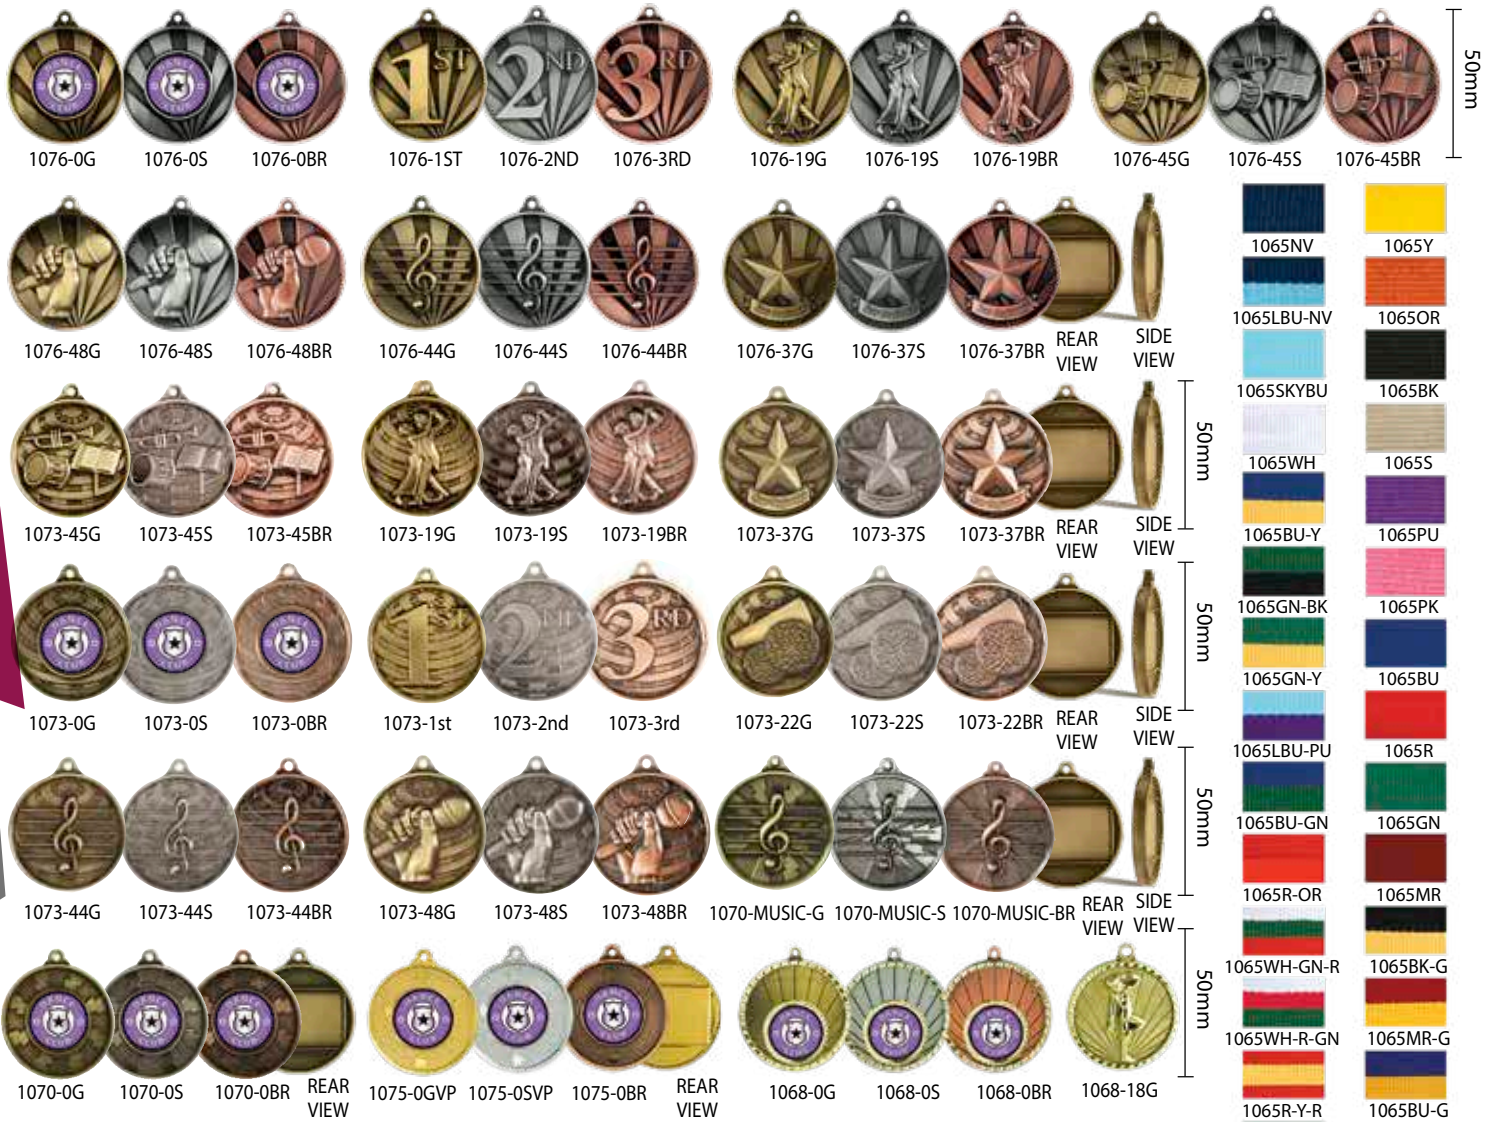 1ST 2ND 3RD
50mm
1076-0G 1076-0S 1076-0BR 1076-1ST 1076-2ND 1076-3RD 1076-19G 1076-19S 1076-19BR 1076-45G 1076-45S 1076-45BR
1065NV 1065Y
1065LBU-NV 1065OR
1076-48G 1076-48S 1076-48BR 1076-44G 1076-44S 1076-44BR 1076-37G 1076-37S 1076-37BR
REAR VIEW
SIDE VIEW
1065SKYBU 1065BK
50mm
1065WH 1065S
1073-45G 1073-45S 1073-45BR 1073-19G 1073-19S 1073-19BR 1073-37G 1073-37S 1073-37BR
REAR VIEW
SIDE VIEW
1065BU-Y 1065PU
1065GN-BK 1065PK
50mm
1ST 2ND 3RD
1065GN-Y 1065BU
1073-0G 1073-0S 1073-0BR 1073-1st 1073-2nd 1073-3rd 1073-22G 1073-22S 1073-22BR
REAR VIEW
SIDE VIEW
1065LBU-PU 1065R
50mm
1065BU-GN 1065GN
1065R-OR 1065MR
1073-44G 1073-44S 1073-44BR 1073-48G 1073-48S 1073-48BR 1070-MUSIC-G 1070-MUSIC-S 1070-MUSIC-BR
REAR VIEW
SIDE VIEW
1065WH-GN-R 1065BK-G
50mm
1065WH-R-GN 1065MR-G
1070-0G 1070-0S 1070-0BR
REAR VIEW
1075-0GVP 1075-0SVP 1075-0BR
REAR VIEW
1068-0G 1068-0S 1068-0BR 1068-18G
1065R-Y-R 1065BU-G